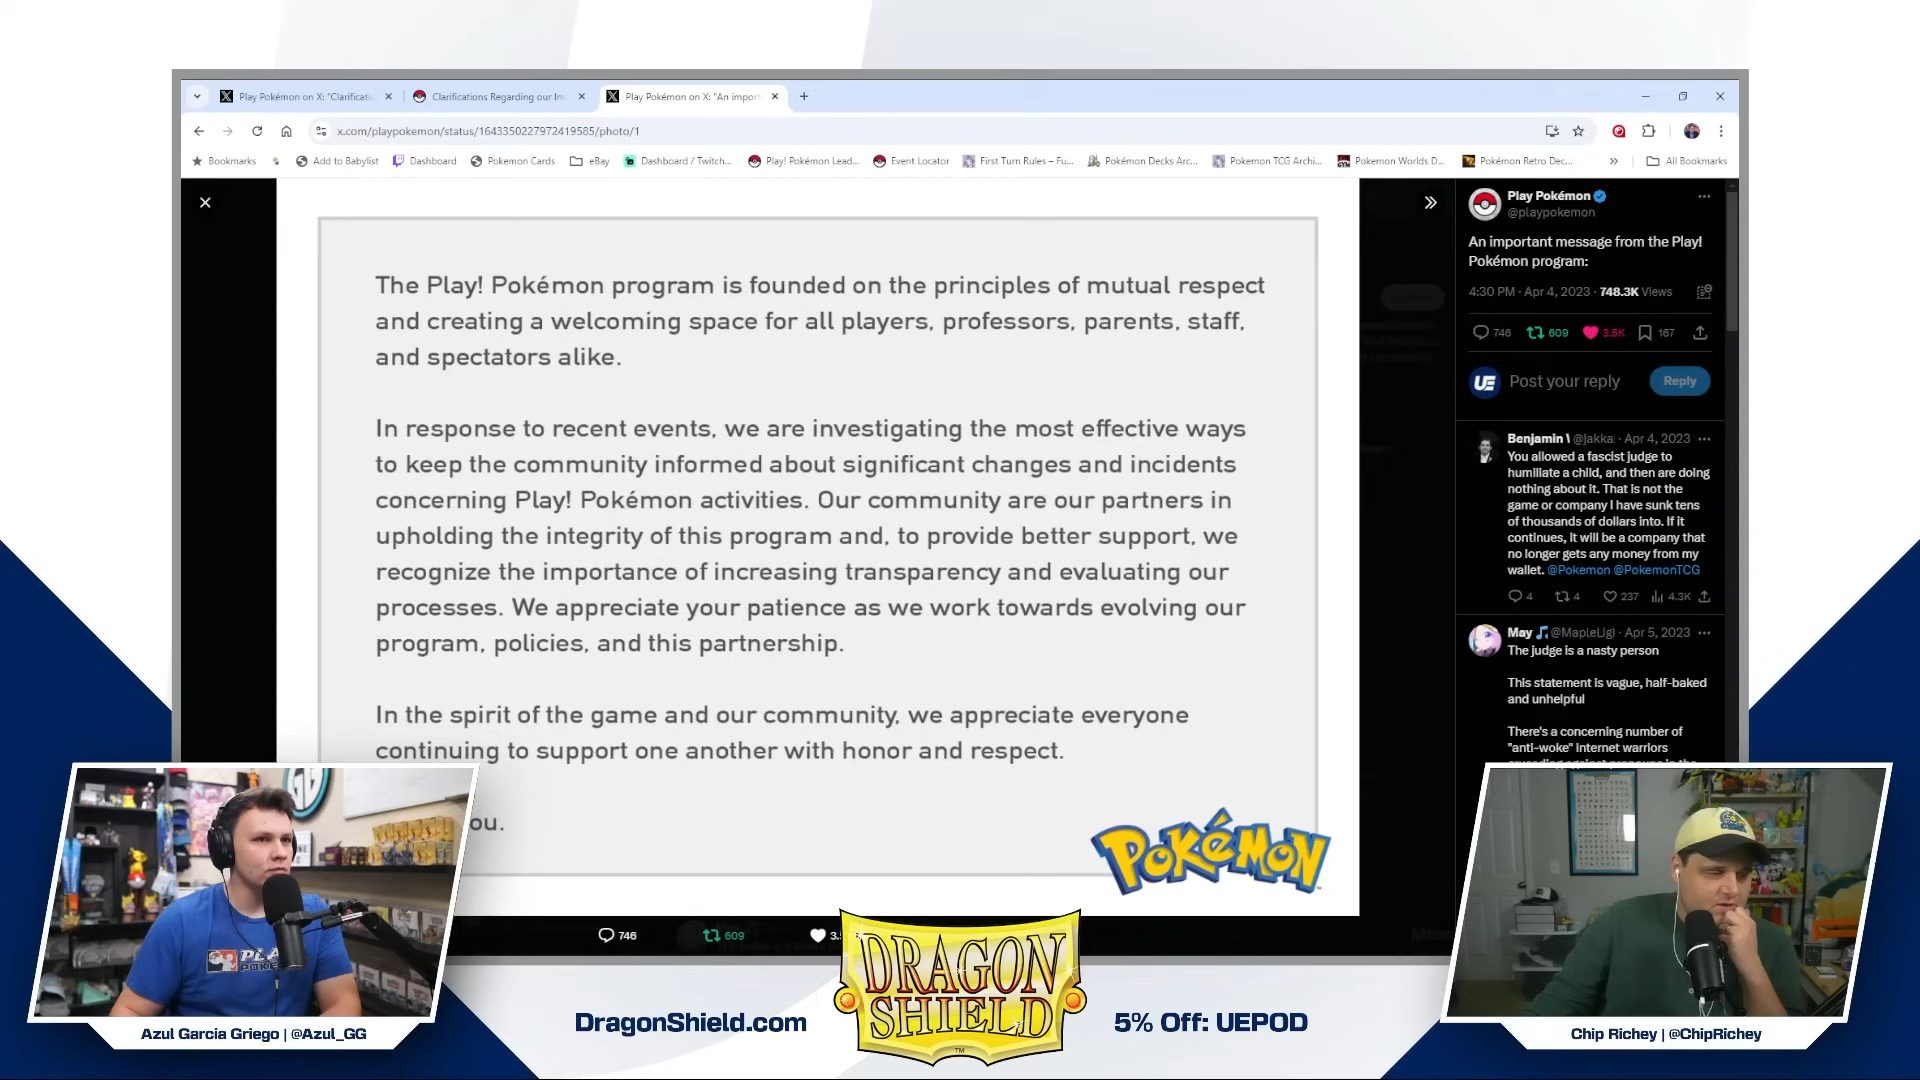 Play Pokémon on X: "Clarificati
Clarifications Regarding our In
Play Pokémon on X: "An impor
x.com/playpokemon/status/1643350227972419585/photo/1
Bookmarks
Add to Babylist
Dashboard
Pokemon Cards
eBay
Dashboard / Twitch...
Play! Pokémon Lead...
Event Locator
First Turn Rules – Fu...
Pokémon Decks Arc...
Pokemon TCG Archi...
Pokemon Worlds D...
Pokémon Retro Dec...
All Bookmarks
The Play! Pokémon program is founded on the principles of mutual respect
and creating a welcoming space for all players, professors, parents, staff,
and spectators alike.
In response to recent events, we are investigating the most effective ways
to keep the community informed about significant changes and incidents
concerning Play! Pokémon activities. Our community are our partners in
upholding the integrity of this program and, to provide better support, we
recognize the importance of increasing transparency and evaluating our
processes. We appreciate your patience as we work towards evolving our
program, policies, and this partnership.
In the spirit of the game and our community, we appreciate everyone
continuing to support one another with honor and respect.
ou.
POKéMON
746
609
3.
Play Pokémon
@playpokemon
An important message from the Play!
Pokémon program:
4:30 PM · Apr 4, 2023 · 748.3K Views
746 609 3.5K 167
UE Post your reply Reply
Benjamin \ @jakka · Apr 4, 2023
You allowed a fascist judge to
humiliate a child, and then are doing
nothing about it. That is not the
game or company I have sunk tens
of thousands of dollars into. If it
continues, it will be a company that
no longer gets any money from my
wallet. @Pokemon @PokemonTCG
4 4 237 4.3K
May @MapleLigl · Apr 5, 2023
The judge is a nasty person
This statement is vague, half-baked
and unhelpful
There's a concerning number of
"anti-woke" internet warriors
Azul Garcia Griego | @Azul_GG
DragonShield.com
DRAGON
SHIELD
TM
5% Off: UEPOD
Chip Richey | @ChipRichey